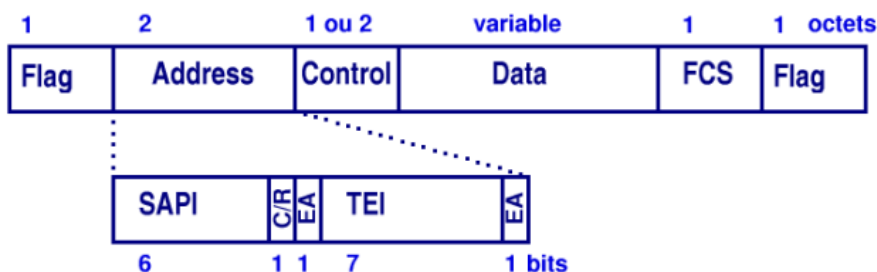 1 2 1 ou 2 variable 1 1 octets
Flag Address Control Data FCS Flag
SAPI C/R EA TEI EA
6 1 1 7 1 bits